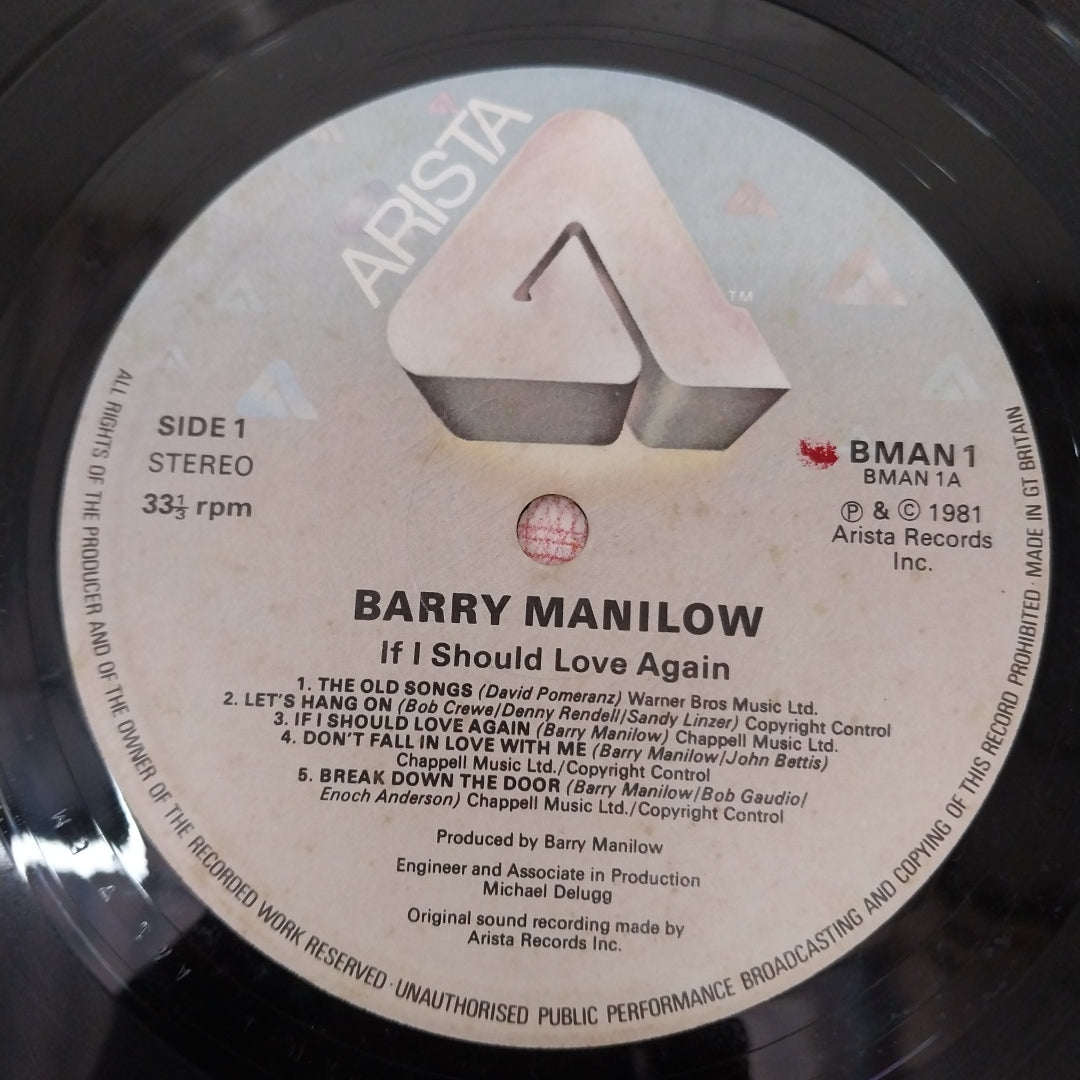 ARISTA
TM
SIDE 1
STEREO
33⅓ rpm
BMAN 1
BMAN 1A
Ⓟ & © 1981
Arista Records
Inc.
BARRY MANILOW
If I Should Love Again
1. THE OLD SONGS (David Pomeranz) Warner Bros Music Ltd.
2. LET'S HANG ON (Bob Crewe/Denny Rendell/Sandy Linzer) Copyright Control
3. IF I SHOULD LOVE AGAIN (Barry Manilow) Chappell Music Ltd.
4. DON'T FALL IN LOVE WITH ME (Barry Manilow/John Bettis)
Chappell Music Ltd./Copyright Control
5. BREAK DOWN THE DOOR (Barry Manilow/Bob Gaudio/
Enoch Anderson) Chappell Music Ltd./Copyright Control
Produced by Barry Manilow
Engineer and Associate in Production
Michael Delugg
Original sound recording made by
Arista Records Inc.
ALL RIGHTS OF THE PRODUCER AND OF THE OWNER OF THE RECORDED WORK RESERVED · UNAUTHORISED PUBLIC PERFORMANCE BROADCASTING AND COPYING OF THIS RECORD PROHIBITED · MADE IN GT BRITAIN